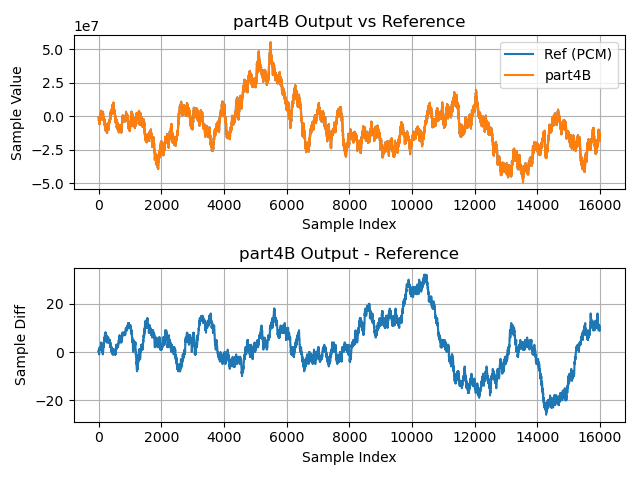 part4B Output vs Reference
1e7
Sample Value
5.0
2.5
0.0
−2.5
−5.0
Ref (PCM)
part4B
0 2000 4000 6000 8000 10000 12000 14000 16000
Sample Index
part4B Output - Reference
Sample Diff
20
0
−20
0 2000 4000 6000 8000 10000 12000 14000 16000
Sample Index